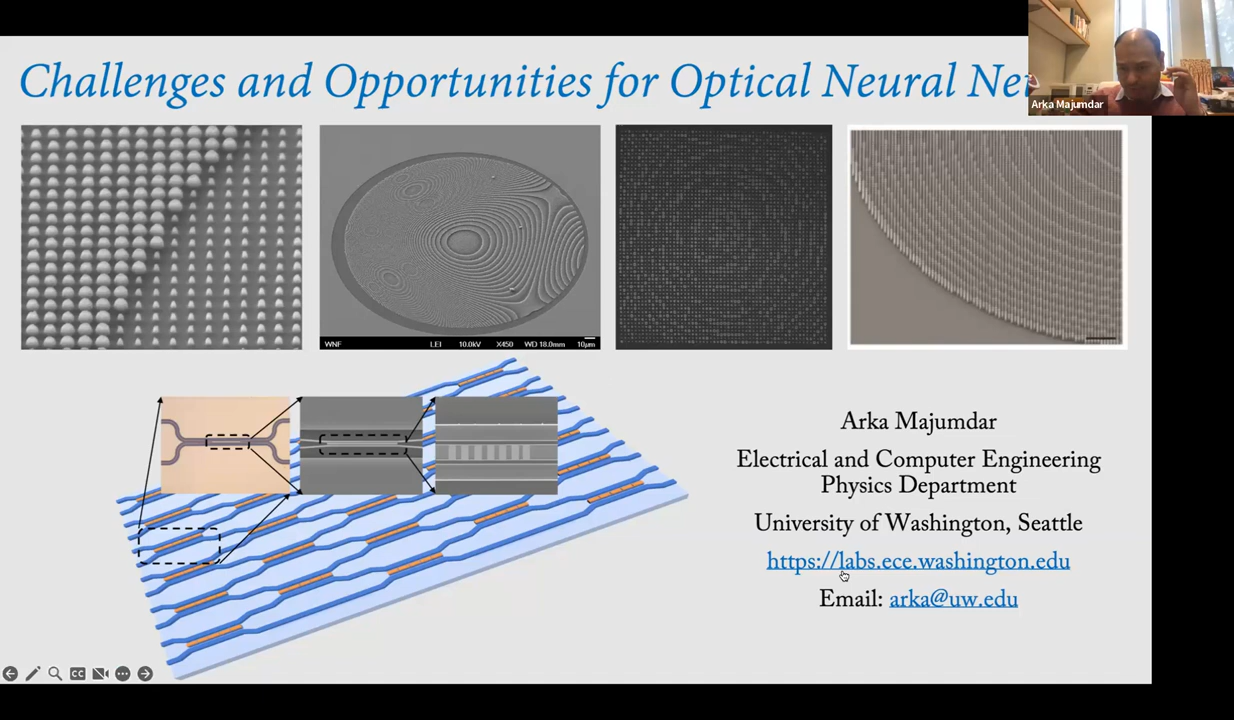 Challenges and Opportunities for Optical Neural
Arka Majumdar
WNF LEI 10.0kV X450 WD 18.0mm 10μm
Arka Majumdar
Electrical and Computer Engineering
Physics Department
University of Washington, Seattle
https://labs.ece.washington.edu
Email: arka@uw.edu
CC